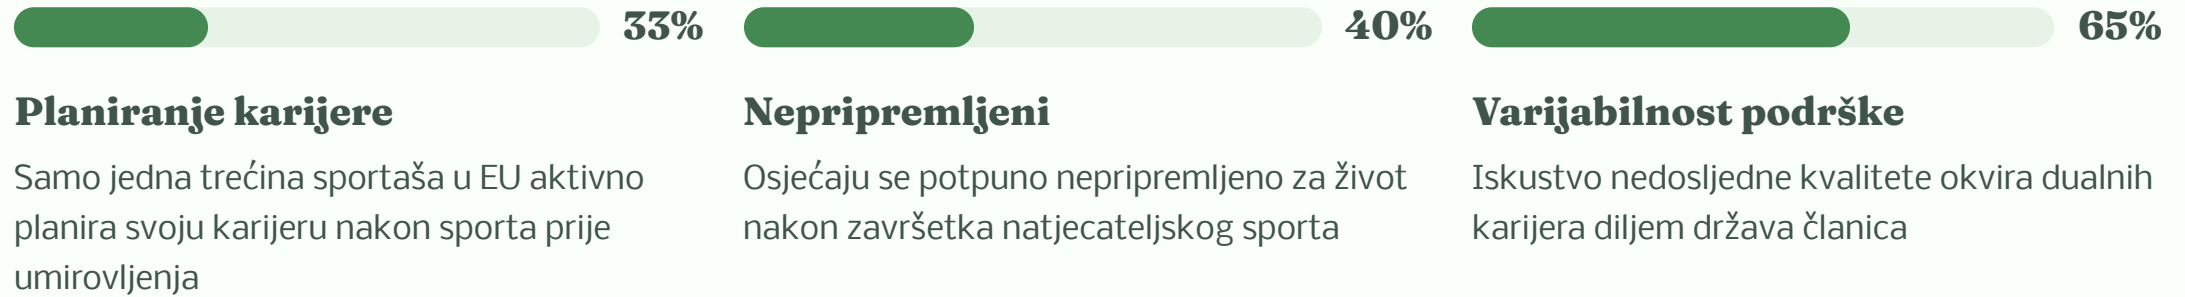 33%
Planiranje karijere
Samo jedna trećina sportaša u EU aktivno
planira svoju karijeru nakon sporta prije
umirovljenja
40%
Nepripremljeni
Osjećaju se potpuno nepripremljeno za život
nakon završetka natjecateljskog sporta
65%
Varijabilnost podrške
Iskustvo nedosljedne kvalitete okvira dualnih
karijera diljem država članica